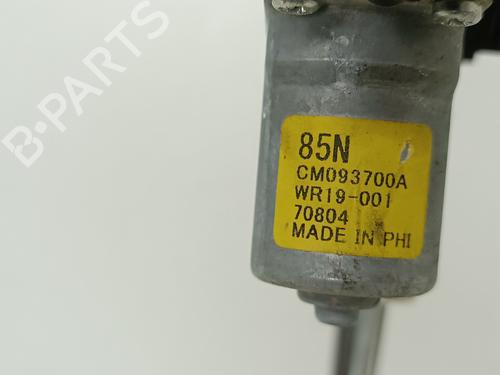 B-PARTS
85N
CM093700A
WR19-001
70804
MADE IN PHI